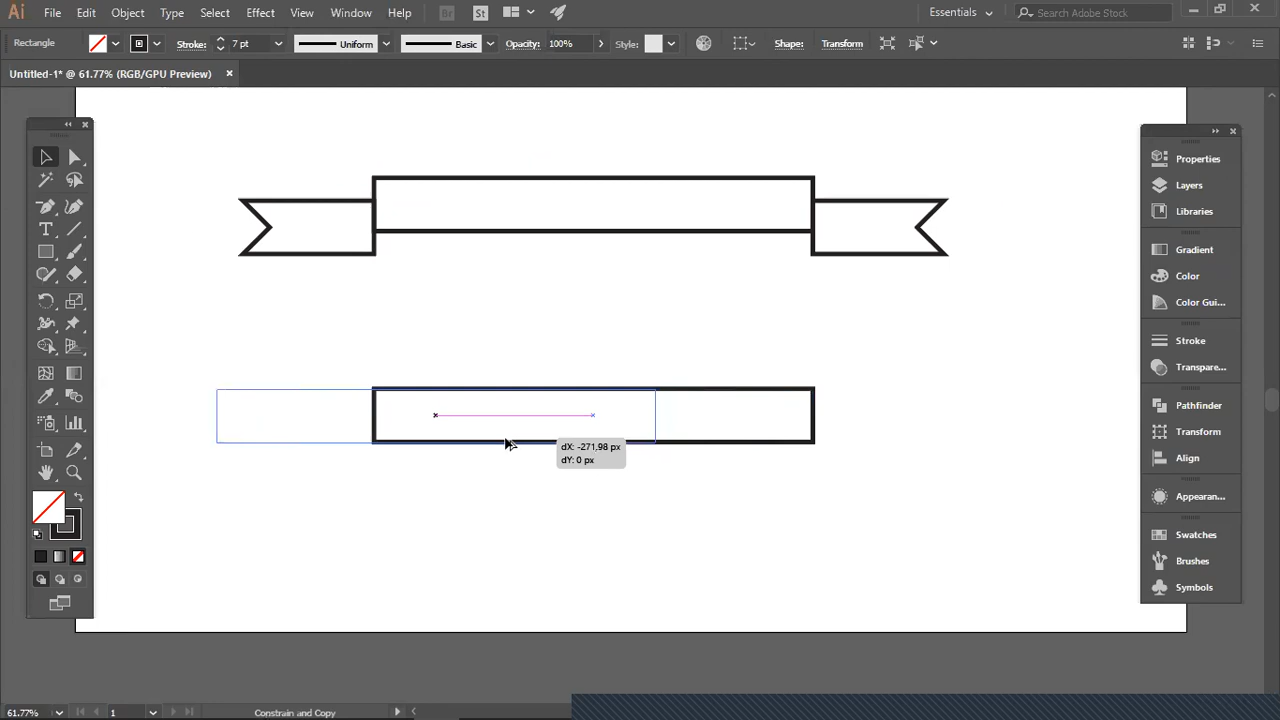 Ai File Edit Object Type Select Effect View Window Help Br St Essentials Search Adobe Stock
Rectangle Stroke: 7 pt Uniform Basic Opacity: 100% Style: Shape: Transform
Untitled-1* @ 61.77% (RGB/GPU Preview)
Properties
Layers
Libraries
Gradient
Color
Color Gui...
Stroke
Transpare...
Pathfinder
Transform
Align
Appearan...
Swatches
Brushes
Symbols
dX: -271,98 px
dY: 0 px
61.77% 1 Constrain and Copy